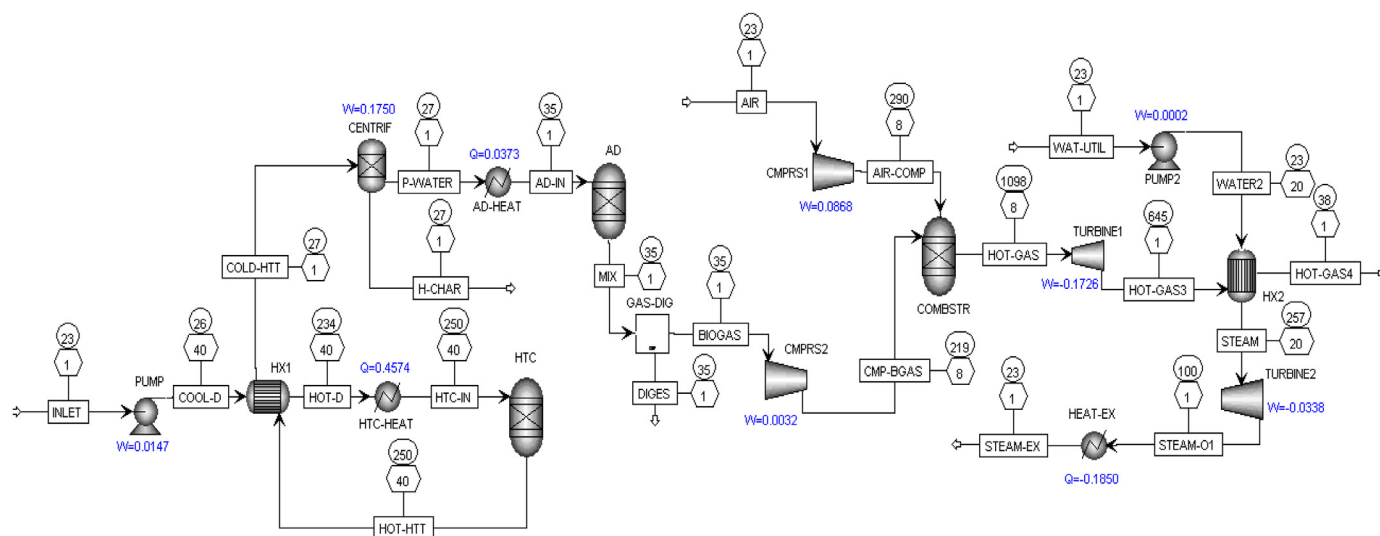 23
1
INLET
PUMP
W=0.0147
26
40
COOL-D
HX1
234
40
HOT-D
Q=0.4574
HTC-HEAT
250
40
HTC-IN
HTC
250
40
HOT-HTT
COLD-HTT
27
1
W=0.1750
CENTRIF
27
1
P-WATER
27
1
H-CHAR
Q=0.0373
AD-HEAT
35
1
AD-IN
AD
MIX
35
1
GAS-DIG
35
1
BIOGAS
DIGES
35
1
CMPRS2
W=0.0032
CMP-BGAS
219
8
23
1
AIR
CMPRS1
W=0.0868
290
8
AIR-COMP
COMBSTR
1098
8
HOT-GAS
TURBINE1
W=-0.1726
645
1
HOT-GAS3
23
1
WAT-UTIL
W=0.0002
PUMP2
WATER2
23
20
HX2
38
1
HOT-GAS4
STEAM
257
20
TURBINE2
W=-0.0338
100
1
STEAM-O1
HEAT-EX
Q=-0.1850
23
1
STEAM-EX